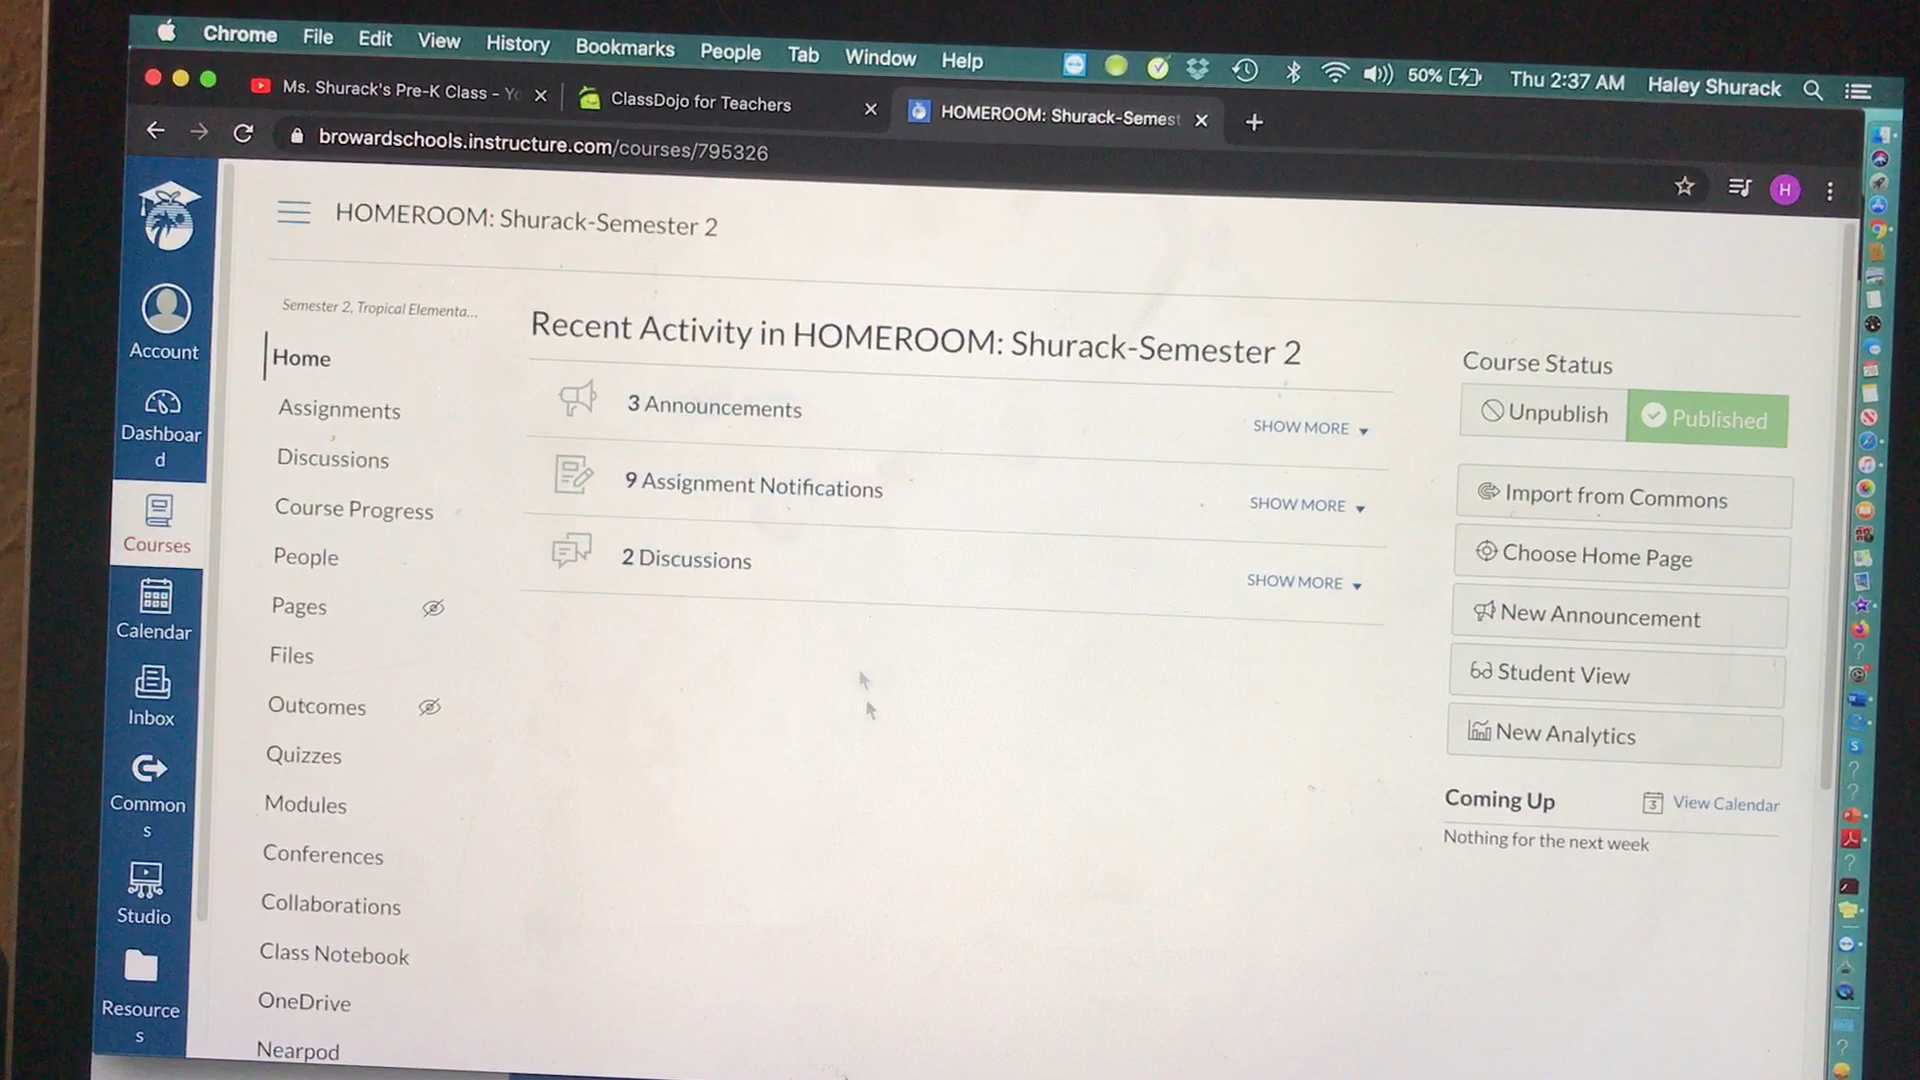 Chrome File Edit View History Bookmarks People Tab Window Help 50% Thu 2:37 AM Haley Shurack
Ms. Shurack's Pre-K Class - Yo ClassDojo for Teachers HOMEROOM: Shurack-Semest
browardschools.instructure.com/courses/795326
H
HOMEROOM: Shurack-Semester 2
Account
Dashboar
d
Courses
Calendar
Inbox
Common
s
Studio
Resource
s
Semester 2, Tropical Elementa...
Home
Assignments
Discussions
Course Progress
People
Pages
Files
Outcomes
Quizzes
Modules
Conferences
Collaborations
Class Notebook
OneDrive
Nearpod
Recent Activity in HOMEROOM: Shurack-Semester 2
3 Announcements SHOW MORE
9 Assignment Notifications SHOW MORE
2 Discussions SHOW MORE
Course Status
Unpublish Published
Import from Commons
Choose Home Page
New Announcement
Student View
New Analytics
Coming Up 3 View Calendar
Nothing for the next week